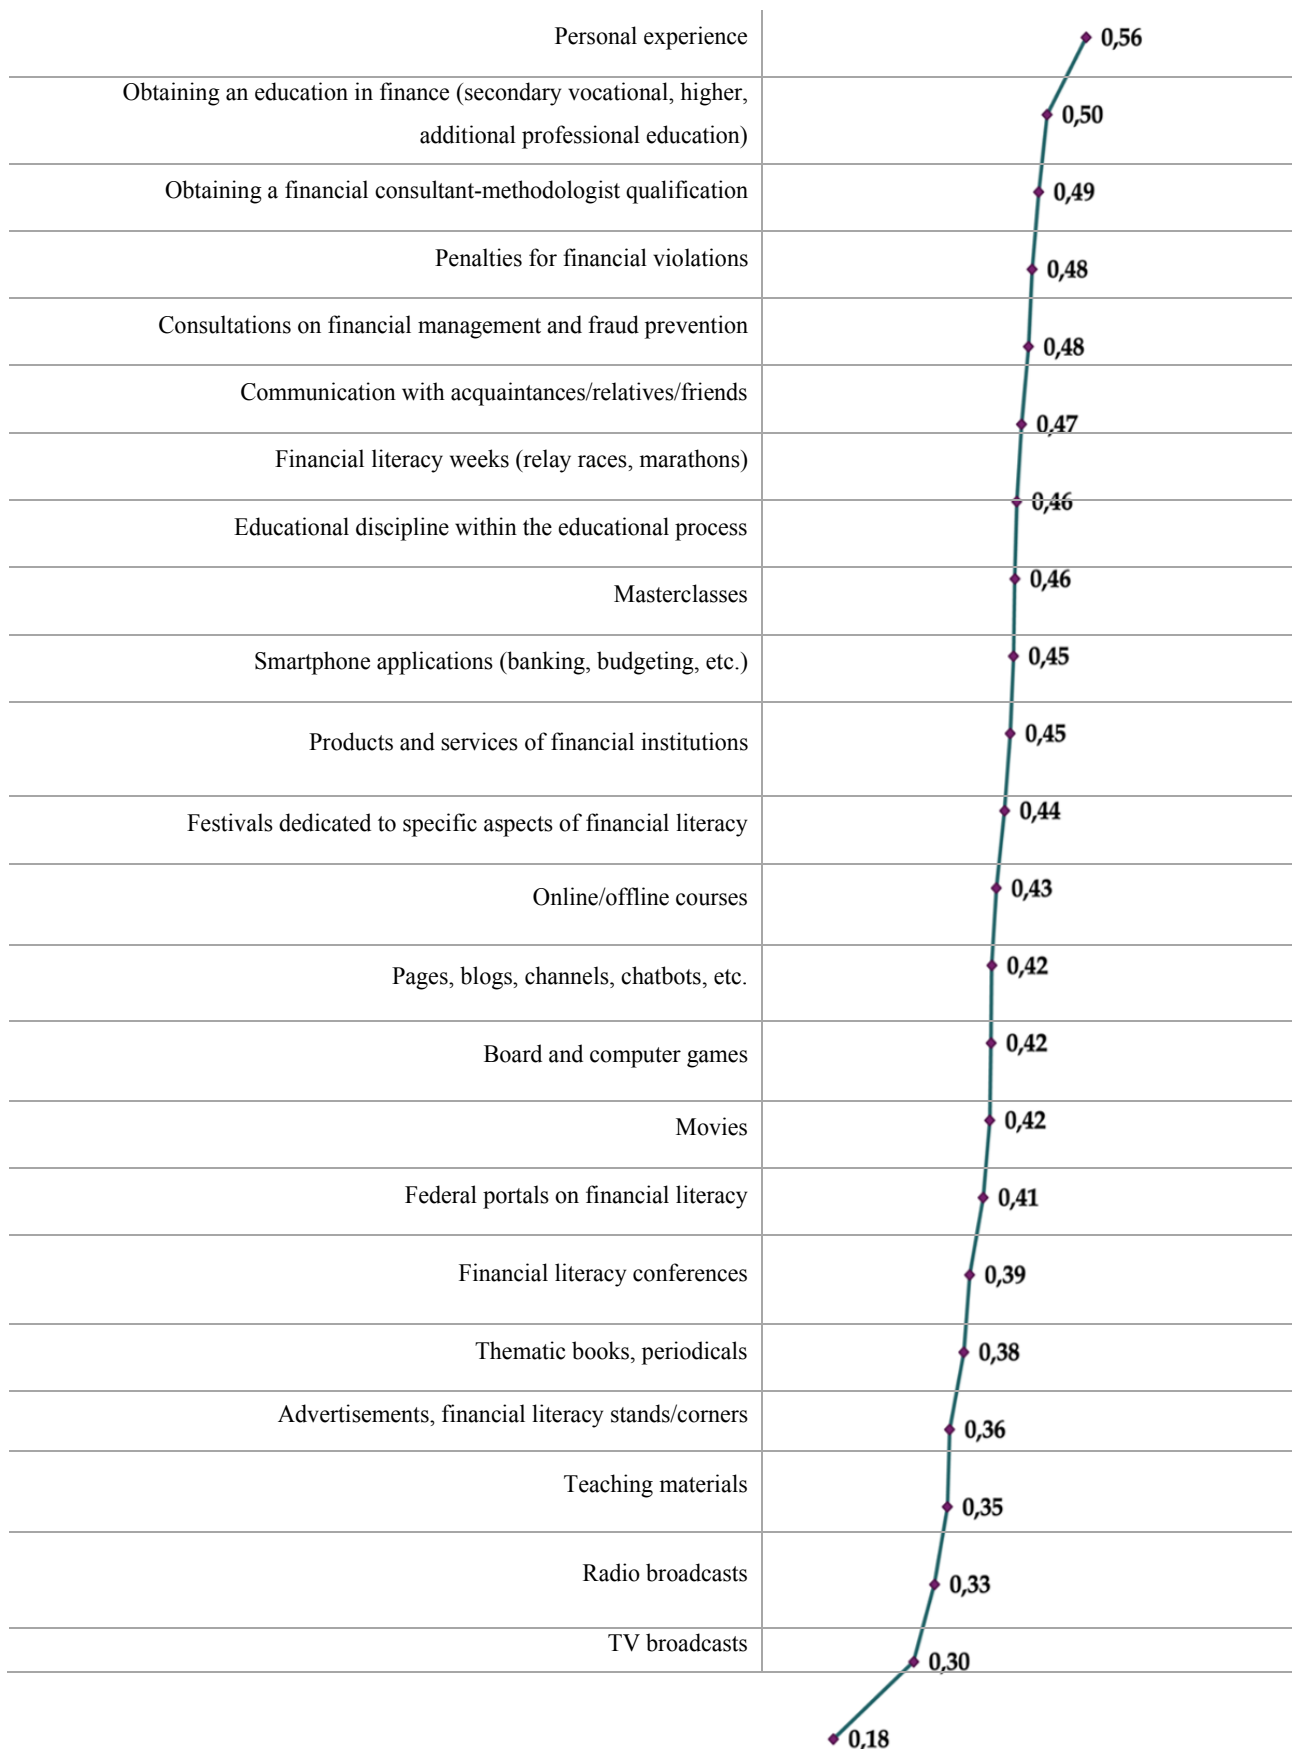 Personal experience
0,56
Obtaining an education in finance (secondary vocational, higher,
additional professional education)
0,50
Obtaining a financial consultant-methodologist qualification
0,49
Penalties for financial violations
0,48
Consultations on financial management and fraud prevention
0,48
Communication with acquaintances/relatives/friends
0,47
Financial literacy weeks (relay races, marathons)
0,46
Educational discipline within the educational process
0,46
Masterclasses
Smartphone applications (banking, budgeting, etc.)
0,45
Products and services of financial institutions
0,45
Festivals dedicated to specific aspects of financial literacy
0,44
Online/offline courses
0,43
Pages, blogs, channels, chatbots, etc.
0,42
Board and computer games
0,42
Movies
0,42
Federal portals on financial literacy
0,41
Financial literacy conferences
0,39
Thematic books, periodicals
0,38
Advertisements, financial literacy stands/corners
0,36
Teaching materials
0,35
Radio broadcasts
0,33
TV broadcasts
0,30
0,18